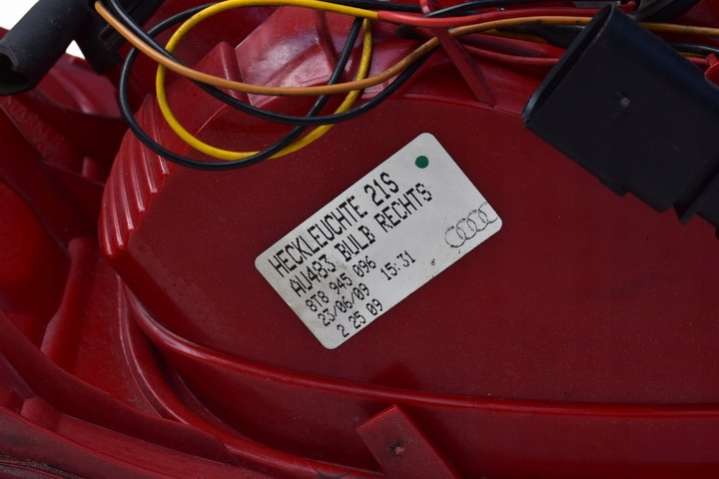 HECKLEUCHTE 21S
AU483 BULB RECHTS
8T8 945 096
23/06/09 15:31
2 25 09